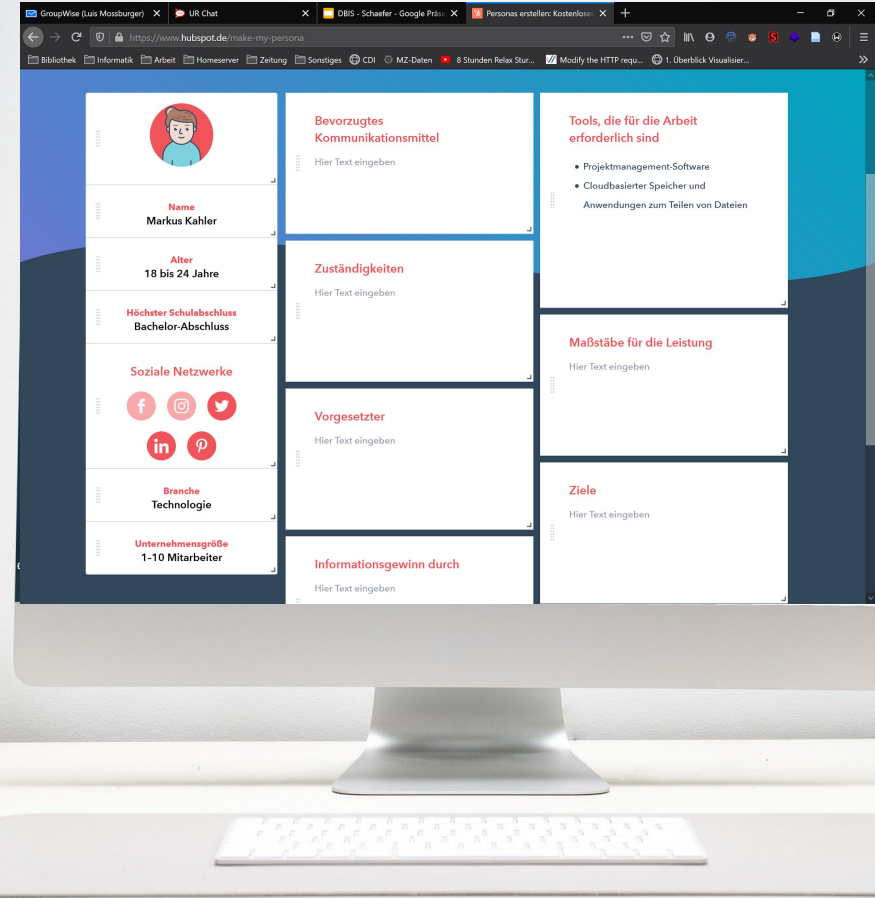 GroupWise (Luis Mossburger)
UR Chat
DBIS - Schaefer - Google Präse
Personas erstellen: Kostenloses
https://www.hubspot.de/make-my-persona
Bibliothek Informatik Arbeit Homeserver Zeitung Sonstiges CDI MZ-Daten 8 Stunden Relax Stur... Modify the HTTP requ... 1. Überblick Visualisier...
Name
Markus Kahler
Alter
18 bis 24 Jahre
Höchster Schulabschluss
Bachelor-Abschluss
Soziale Netzwerke
Branche
Technologie
Unternehmensgröße
1–10 Mitarbeiter
Bevorzugtes
Kommunikationsmittel
Hier Text eingeben
Zuständigkeiten
Hier Text eingeben
Vorgesetzter
Hier Text eingeben
Informationsgewinn durch
Hier Text eingeben
Tools, die für die Arbeit
erforderlich sind
• Projektmanagement-Software
• Cloudbasierter Speicher und
Anwendungen zum Teilen von Dateien
Maßstäbe für die Leistung
Hier Text eingeben
Ziele
Hier Text eingeben